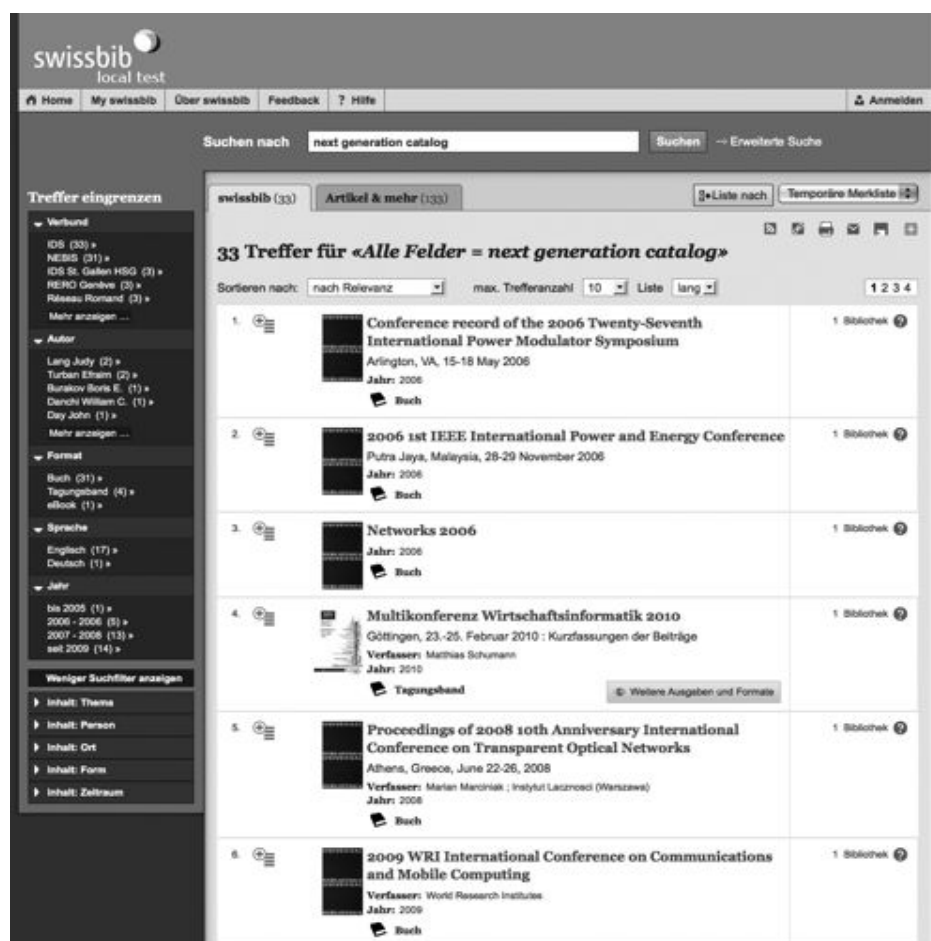 swissbib
local test
Home My swissbib Über swissbib Feedback ? Hilfe Anmelden
Suchen nach next generation catalog Suchen → Erweiterte Suche
Treffer eingrenzen
Verbund
IDS (33) »
NEBIS (31) »
IDS St. Gallen HSG (3) »
RERO Genève (3) »
Réseau Romand (3) »
Mehr anzeigen ...
Autor
Lang Judy (2) »
Turban Efraim (2) »
Burakov Boris E. (1) »
Danchi William C. (1) »
Day John (1) »
Mehr anzeigen ...
Format
Buch (31) »
Tagungsband (4) »
eBook (1) »
Sprache
Englisch (17) »
Deutsch (1) »
Jahr
bis 2005 (1) »
2006 - 2006 (5) »
2007 - 2008 (13) »
seit 2009 (14) »
Weniger Suchfilter anzeigen
Inhalt: Thema
Inhalt: Person
Inhalt: Ort
Inhalt: Form
Inhalt: Zeitraum
swissbib (33) Artikel & mehr (133) Liste nach Temporäre Merkliste
33 Treffer für «Alle Felder = next generation catalog»
Sortieren nach: nach Relevanz max. Trefferanzahl 10 Liste lang 1 2 3 4
1. Conference record of the 2006 Twenty-Seventh 1 Bibliothek ?
International Power Modulator Symposium
Arlington, VA, 15-18 May 2006
Jahr: 2006
Buch
2. 2006 1st IEEE International Power and Energy Conference 1 Bibliothek ?
Putra Jaya, Malaysia, 28-29 November 2006
Jahr: 2006
Buch
3. Networks 2006 1 Bibliothek ?
Jahr: 2006
Buch
4. Multikonferenz Wirtschaftsinformatik 2010 1 Bibliothek ?
Göttingen, 23.-25. Februar 2010 : Kurzfassungen der Beiträge
Verfasser: Matthias Schumann
Jahr: 2010
Tagungsband Weitere Ausgaben und Formate
5. Proceedings of 2008 10th Anniversary International 1 Bibliothek ?
Conference on Transparent Optical Networks
Athens, Greece, June 22-26, 2008
Verfasser: Marian Marciniak ; Instytut Lacznosci (Warszawa)
Jahr: 2008
Buch
6. 2009 WRI International Conference on Communications 1 Bibliothek ?
and Mobile Computing
Verfasser: World Research Institutes
Jahr: 2009
Buch